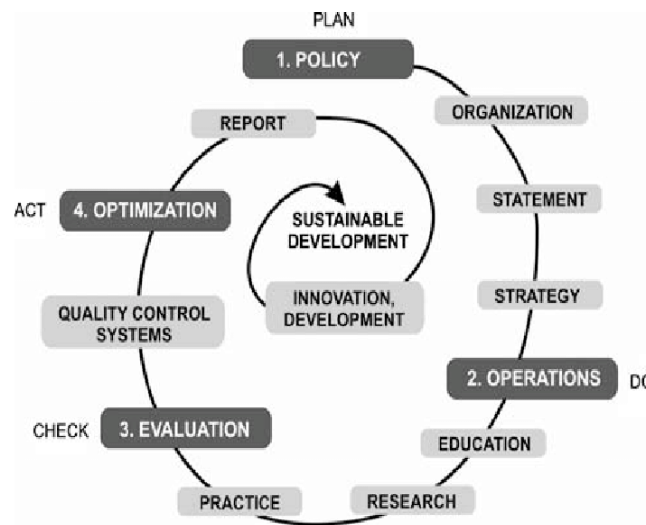 PLAN
1. POLICY
ORGANIZATION
STATEMENT
STRATEGY
2. OPERATIONS
DO
EDUCATION
RESEARCH
PRACTICE
CHECK
3. EVALUATION
QUALITY CONTROL
SYSTEMS
ACT
4. OPTIMIZATION
REPORT
INNOVATION,
DEVELOPMENT
SUSTAINABLE
DEVELOPMENT